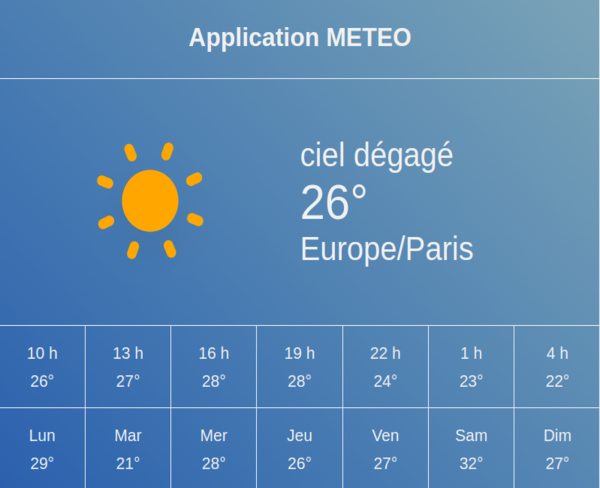 Application METEO
ciel dégagé
26°
Europe/Paris
10 h 13 h 16 h 19 h 22 h 1 h 4 h
26° 27° 28° 28° 24° 23° 22°
Lun Mar Mer Jeu Ven Sam Dim
29° 21° 28° 26° 27° 32° 27°